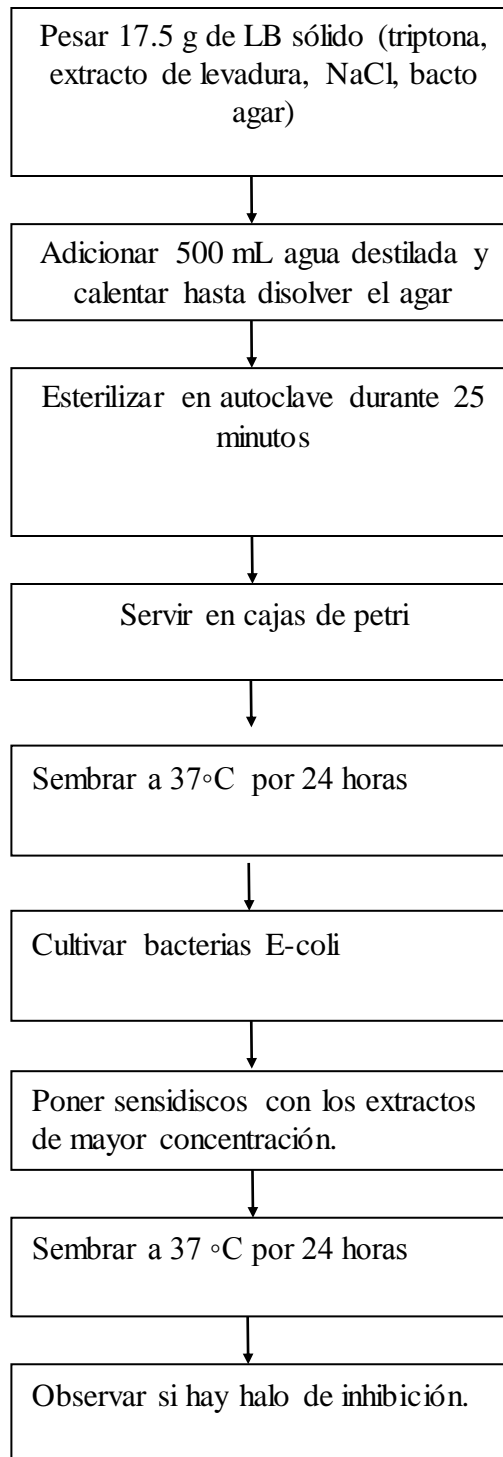 Pesar 17.5 g de LB sólido (triptona,
extracto de levadura, NaCl, bacto
agar)
Adicionar 500 mL agua destilada y
calentar hasta disolver el agar
Esterilizar en autoclave durante 25
minutos
Servir en cajas de petri
Sembrar a 37◦C por 24 horas
Cultivar bacterias E-coli
Poner sensidiscos con los extractos
de mayor concentración.
Sembrar a 37 ◦C por 24 horas
Observar si hay halo de inhibición.